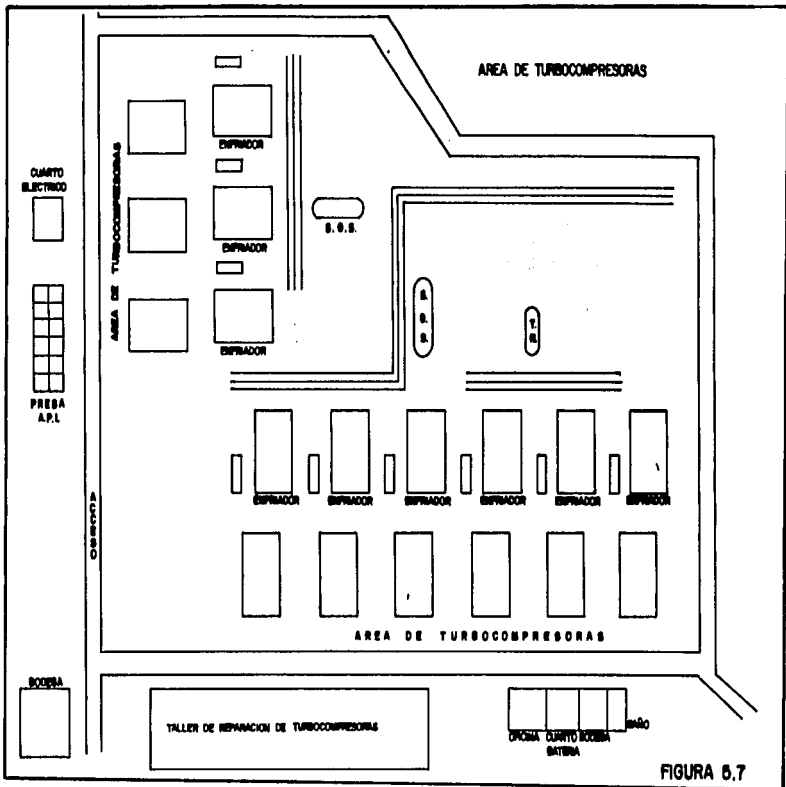 AREA DE TURBOCOMPRESORAS
ENFRIADOR
CUARTO
ELECTRICO
AREA DE TURBOCOMPRESORAS
S. G. S.
ENFRIADOR
S. G. S.
T. R.
ENFRIADOR
PRESA
A.P.I.
ENFRIADOR ENFRIADOR ENFRIADOR ENFRIADOR ENFRIADOR ENFRIADOR
ACCESO
AREA DE TURBOCOMPRESORAS
BODEGA
TALLER DE REPARACION DE TURBOCOMPRESORAS
OFICINA CUARTO BODEGA BAÑO
BATERIA
FIGURA 5.7